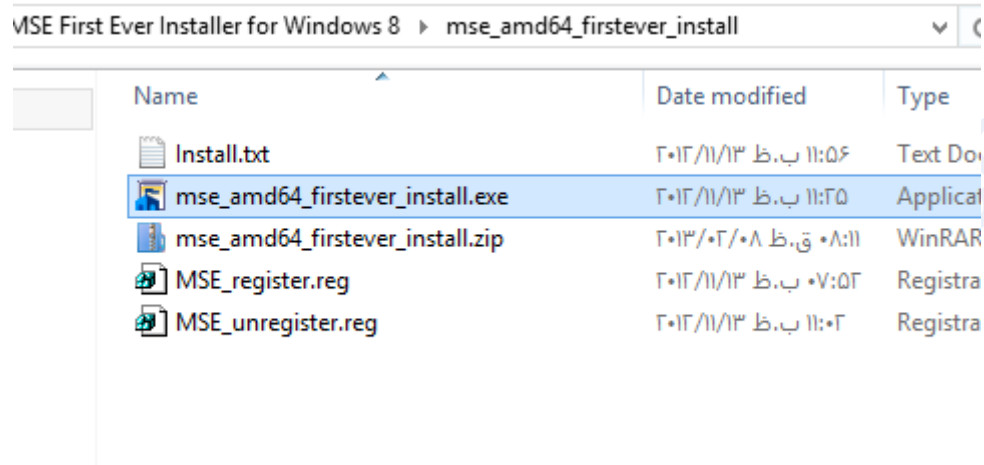 MSE First Ever Installer for Windows 8 ▸ mse_amd64_firstever_install
Name Date modified Type
Install.txt ۲۰۱۲/۱۱/۱۳ ب.ظ ۱۱:۵۶ Text Do
mse_amd64_firstever_install.exe ۲۰۱۲/۱۱/۱۳ ب.ظ ۱۱:۲۵ Applica
mse_amd64_firstever_install.zip ۲۰۱۳/۰۲/۰۸ ق.ظ ۰۸:۱۱ WinRAR
MSE_register.reg ۲۰۱۲/۱۱/۱۳ ب.ظ ۰۷:۵۲ Registra
MSE_unregister.reg ۲۰۱۲/۱۱/۱۳ ب.ظ ۱۱:۰۲ Registra